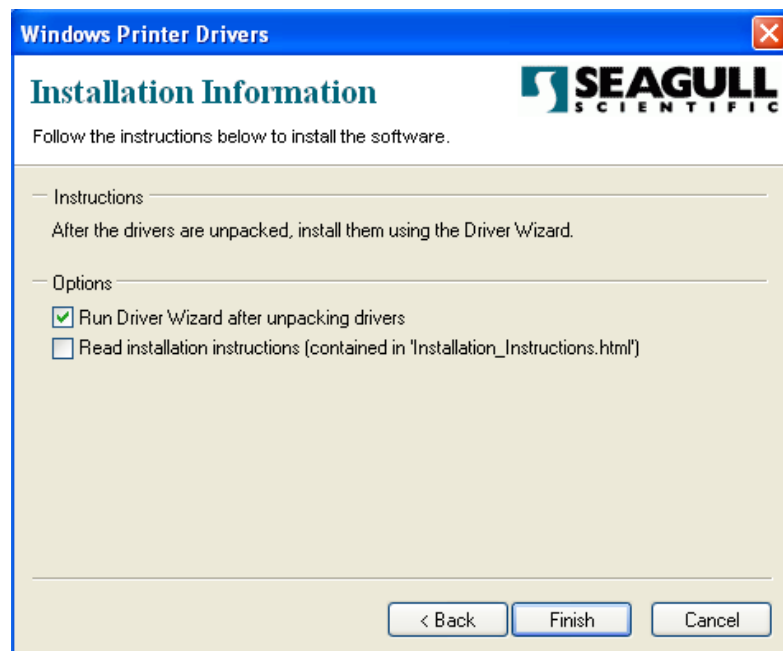 Windows Printer Drivers
Installation Information
SEAGULL
SCIENTIFIC
Follow the instructions below to install the software.
Instructions
After the drivers are unpacked, install them using the Driver Wizard.
Options
Run Driver Wizard after unpacking drivers
Read installation instructions (contained in 'Installation_Instructions.html')
< Back Finish Cancel